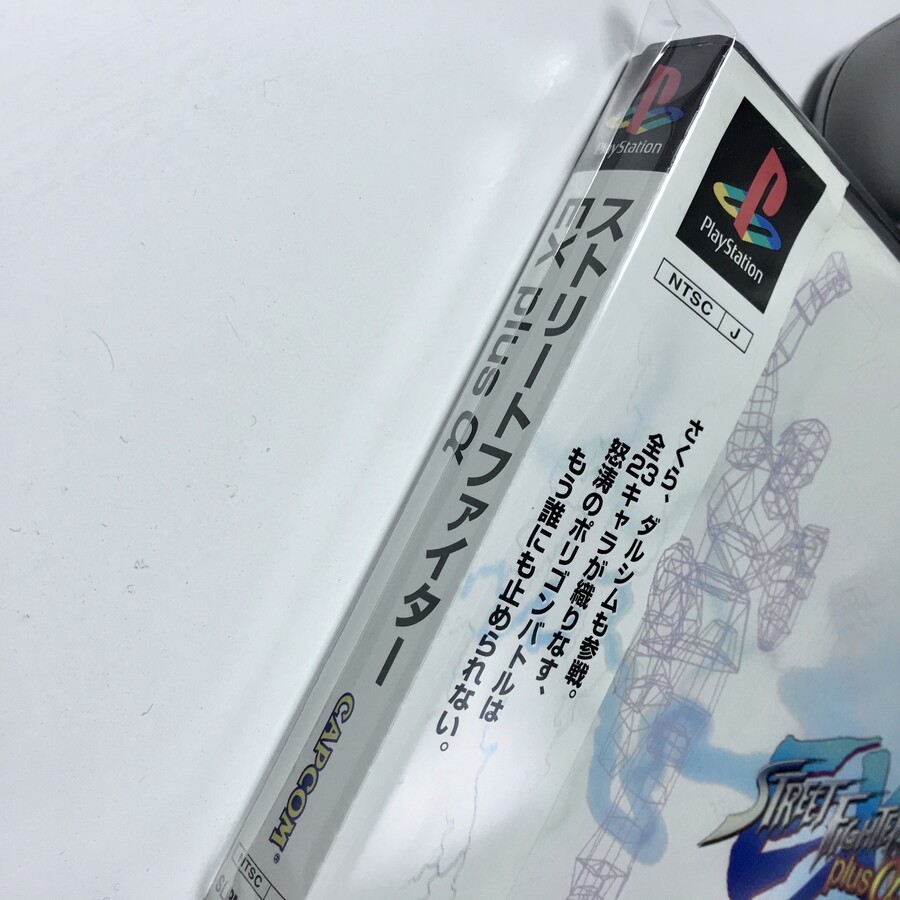 PlayStation
ストリートファイター
EX plus α
CAPCOM
NTSC
PlayStation
NTSC J
さくら、ダルシムも参戦。
全23キャラが織りなす、
怒涛のポリゴンバトルは
もう誰にも止められない。
STREET FIGHTER
plus α